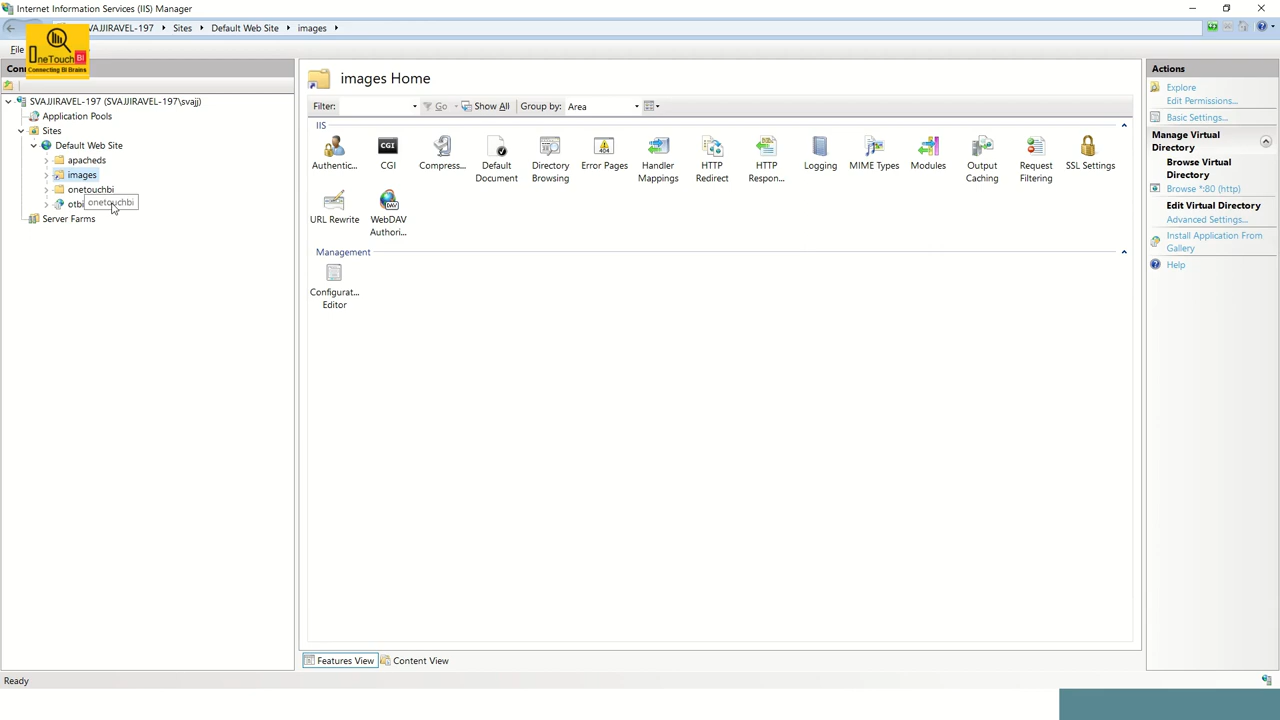 Internet Information Services (IIS) Manager
SVAJJIRAVEL-197 Sites Default Web Site images
File
OneTouch BI
Connecting BI Brains
Con
SVAJJIRAVEL-197 (SVAJJIRAVEL-197\svajj)
Application Pools
Sites
Default Web Site
apacheds
images
onetouchbi
otbi
onetouchbi
Server Farms
images Home
Filter: Go Show All Group by: Area
IIS
Authentic... CGI Compress... Default Document Directory Browsing Error Pages Handler Mappings HTTP Redirect HTTP Respon... Logging MIME Types Modules Output Caching Request Filtering SSL Settings
URL Rewrite WebDAV Authori...
Management
Configurat... Editor
Features View Content View
Actions
Explore
Edit Permissions...
Basic Settings...
Manage Virtual
Directory
Browse Virtual
Directory
Browse *:80 (http)
Edit Virtual Directory
Advanced Settings...
Install Application From
Gallery
Help
Ready